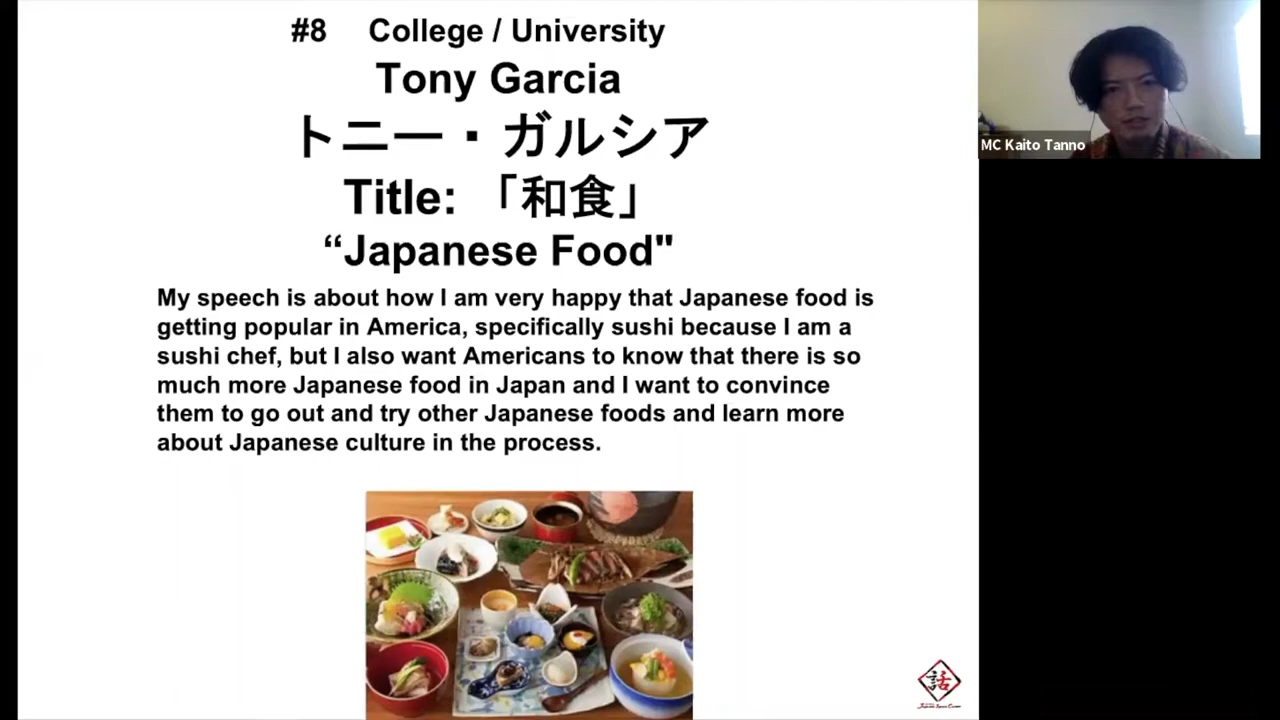 #8 College / University
Tony Garcia
トニー・ガルシア
Title: 「和食」
“Japanese Food"
My speech is about how I am very happy that Japanese food is
getting popular in America, specifically sushi because I am a
sushi chef, but I also want Americans to know that there is so
much more Japanese food in Japan and I want to convince
them to go out and try other Japanese foods and learn more
about Japanese culture in the process.
MC Kaito Tanno
話